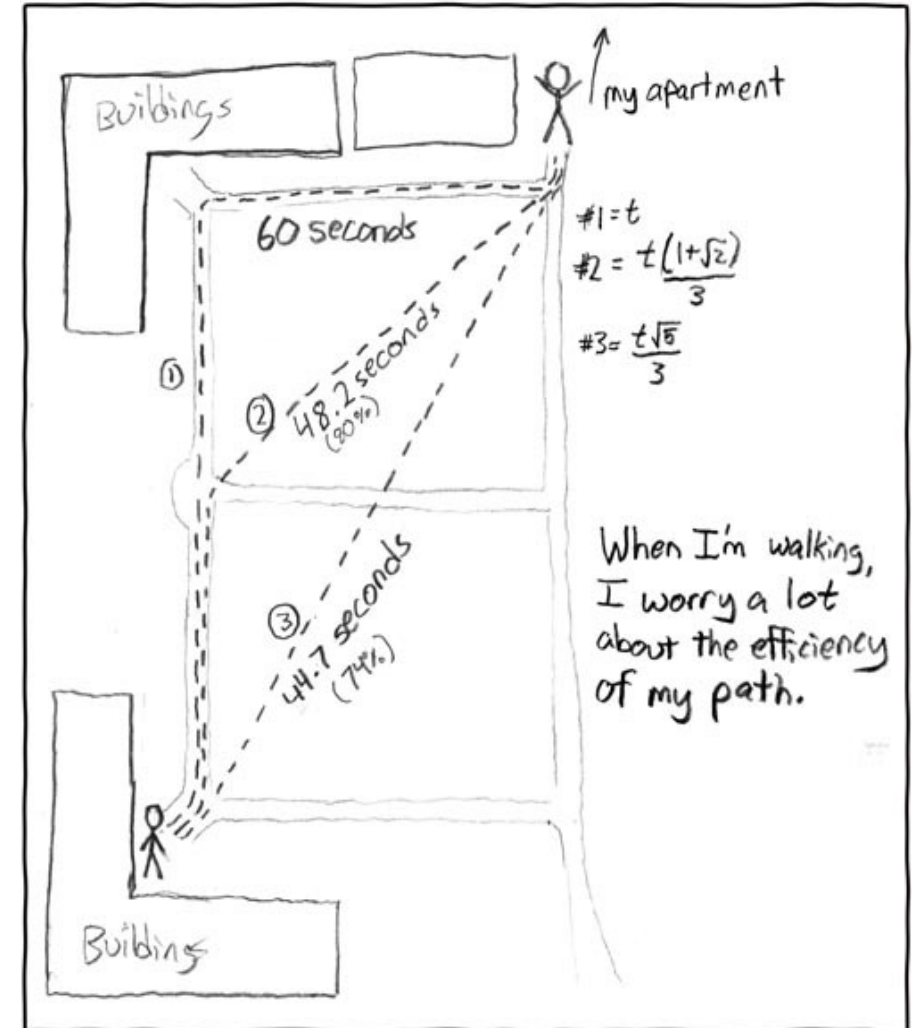 Buildings
my apartment
60 seconds
#1=t
#2 = t(1+√2)
3
#3= t√5
3
①
②
48.2 seconds
(80%)
③
44.7 seconds
(74%)
When I'm walking,
I worry a lot
about the efficiency
of my path.
Buildings